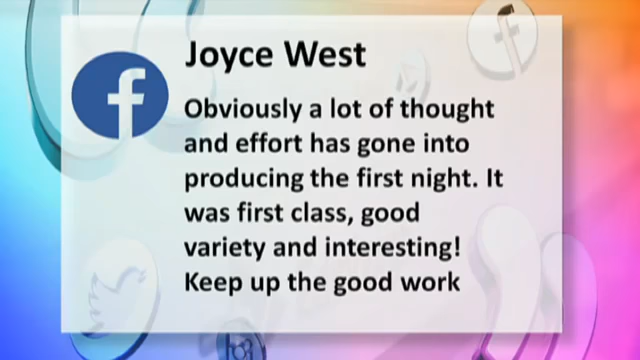 Joyce West
Obviously a lot of thought
and effort has gone into
producing the first night. It
was first class, good
variety and interesting!
Keep up the good work